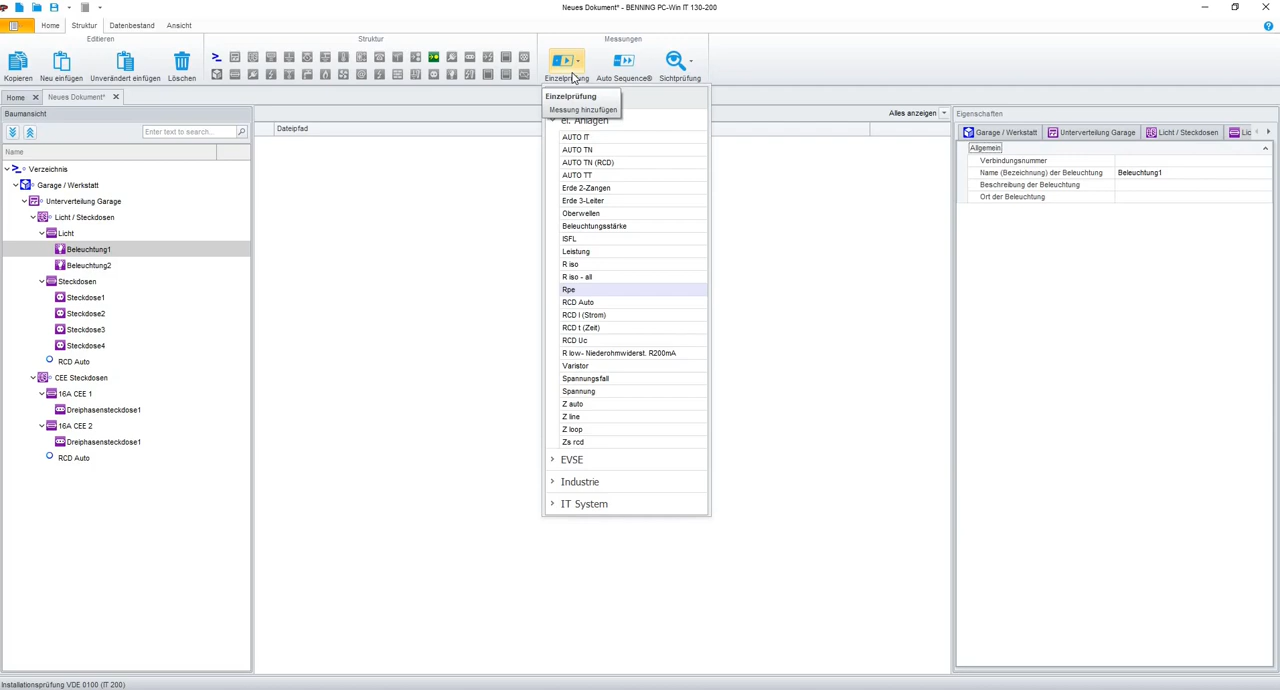 Neues Dokument* - BENNING PC-Win IT 130-200
Home
Struktur
Datenbestand
Ansicht
Editieren
Struktur
Messungen
Kopieren
Neu einfügen
Unverändert einfügen
Löschen
Einzelprüfung
Auto Sequence®
Sichtprüfung
Home
Neues Dokument*
Baumansicht
Enter text to search...
Name
Verzeichnis
Garage / Werkstatt
Unterverteilung Garage
Licht / Steckdosen
Licht
Beleuchtung1
Beleuchtung2
Steckdosen
Steckdose1
Steckdose2
Steckdose3
Steckdose4
RCD Auto
CEE Steckdosen
16A CEE 1
Dreiphasensteckdose1
16A CEE 2
Dreiphasensteckdose1
RCD Auto
Dateipfad
Alles anzeigen
Einzelprüfung
Messung hinzufügen
el. Anlagen
AUTO IT
AUTO TN
AUTO TN (RCD)
AUTO TT
Erde 2-Zangen
Erde 3-Leiter
Oberwellen
Beleuchtungsstärke
ISFL
Leistung
R iso
R iso - all
Rpe
RCD Auto
RCD I (Strom)
RCD t (Zeit)
RCD Uc
R low- Niederohmwiderst. R200mA
Varistor
Spannungsfall
Spannung
Z auto
Z line
Z loop
Zs rcd
EVSE
Industrie
IT System
Eigenschaften
Garage / Werkstatt
Unterverteilung Garage
Licht / Steckdosen
Lic
Allgemein
Verbindungsnummer
Name (Bezeichnung) der Beleuchtung
Beleuchtung1
Beschreibung der Beleuchtung
Ort der Beleuchtung
Installationsprüfung VDE 0100 (IT 200)